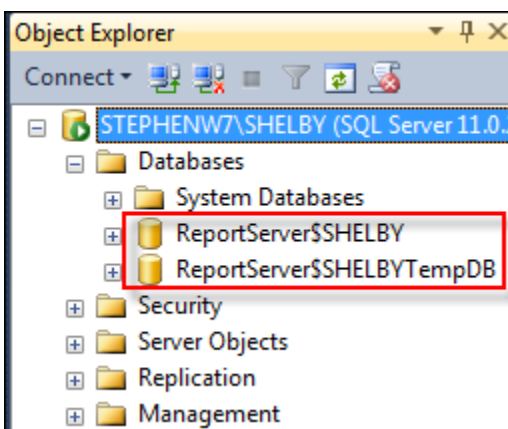 Object Explorer
Connect
STEPHENW7\SHELBY (SQL Server 11.0.
Databases
System Databases
ReportServer$SHELBY
ReportServer$SHELBYTempDB
Security
Server Objects
Replication
Management